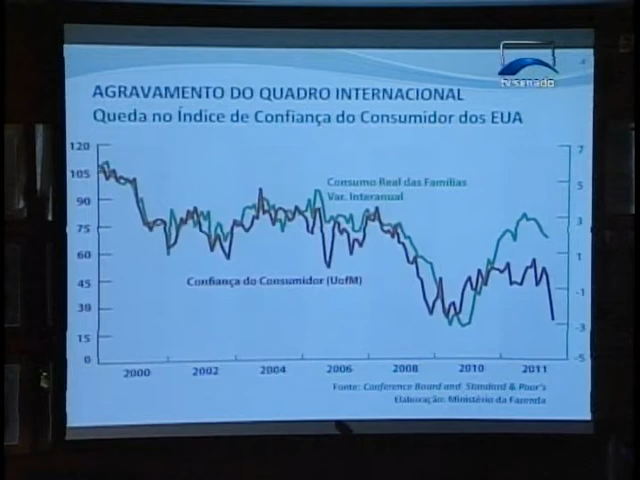 4
tv senado
AGRAVAMENTO DO QUADRO INTERNACIONAL
Queda no Índice de Confiança do Consumidor dos EUA
120
105
90
75
60
45
30
15
0
7
5
3
1
-1
-3
-5
Consumo Real das Famílias
Var. Interanual
Confiança do Consumidor (UofM)
2000 2002 2004 2006 2008 2010 2011
Fonte: Conference Board and Standard & Poor's
Elaboração: Ministério da Fazenda